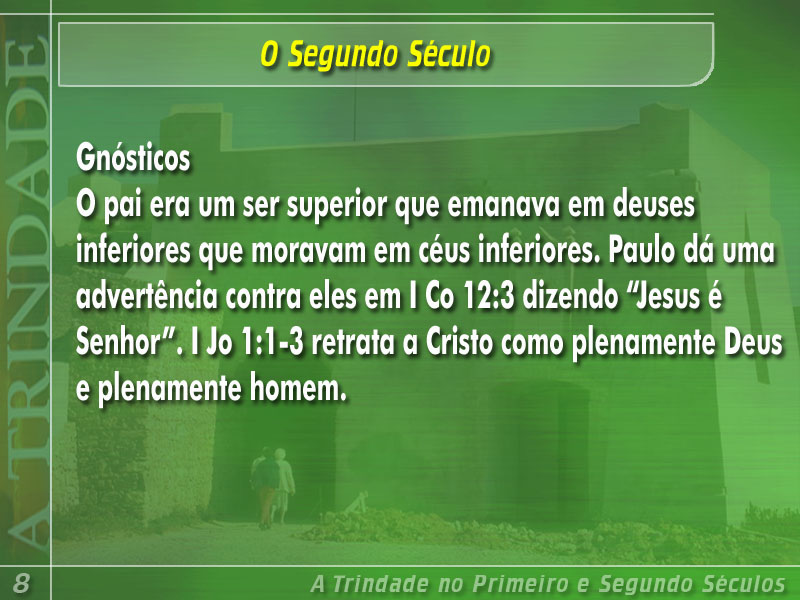 O Segundo Século
A TRINDADE
Gnósticos
O pai era um ser superior que emanava em deuses
inferiores que moravam em céus inferiores. Paulo dá uma
advertência contra eles em I Co 12:3 dizendo “Jesus é
Senhor”. I Jo 1:1-3 retrata a Cristo como plenamente Deus
e plenamente homem.
8
A Trindade no Primeiro e Segundo Séculos